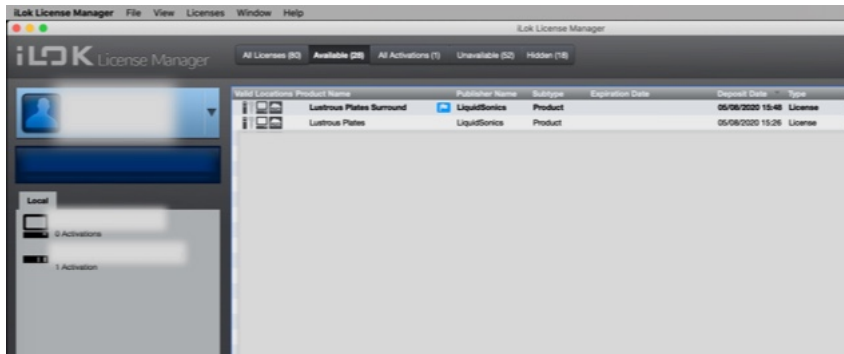 iLok License Manager File View Licenses Window Help
iLok License Manager
iLOK License Manager
All Licenses (80) Available (28) All Activations (1) Unavailable (52) Hidden (18)
Valid Locations Product Name Publisher Name Subtype Expiration Date Deposit Date Type
Lustrous Plates Surround LiquidSonics Product 05/08/2020 15:48 License
Lustrous Plates LiquidSonics Product 05/08/2020 15:26 License
Local
0 Activations
1 Activation